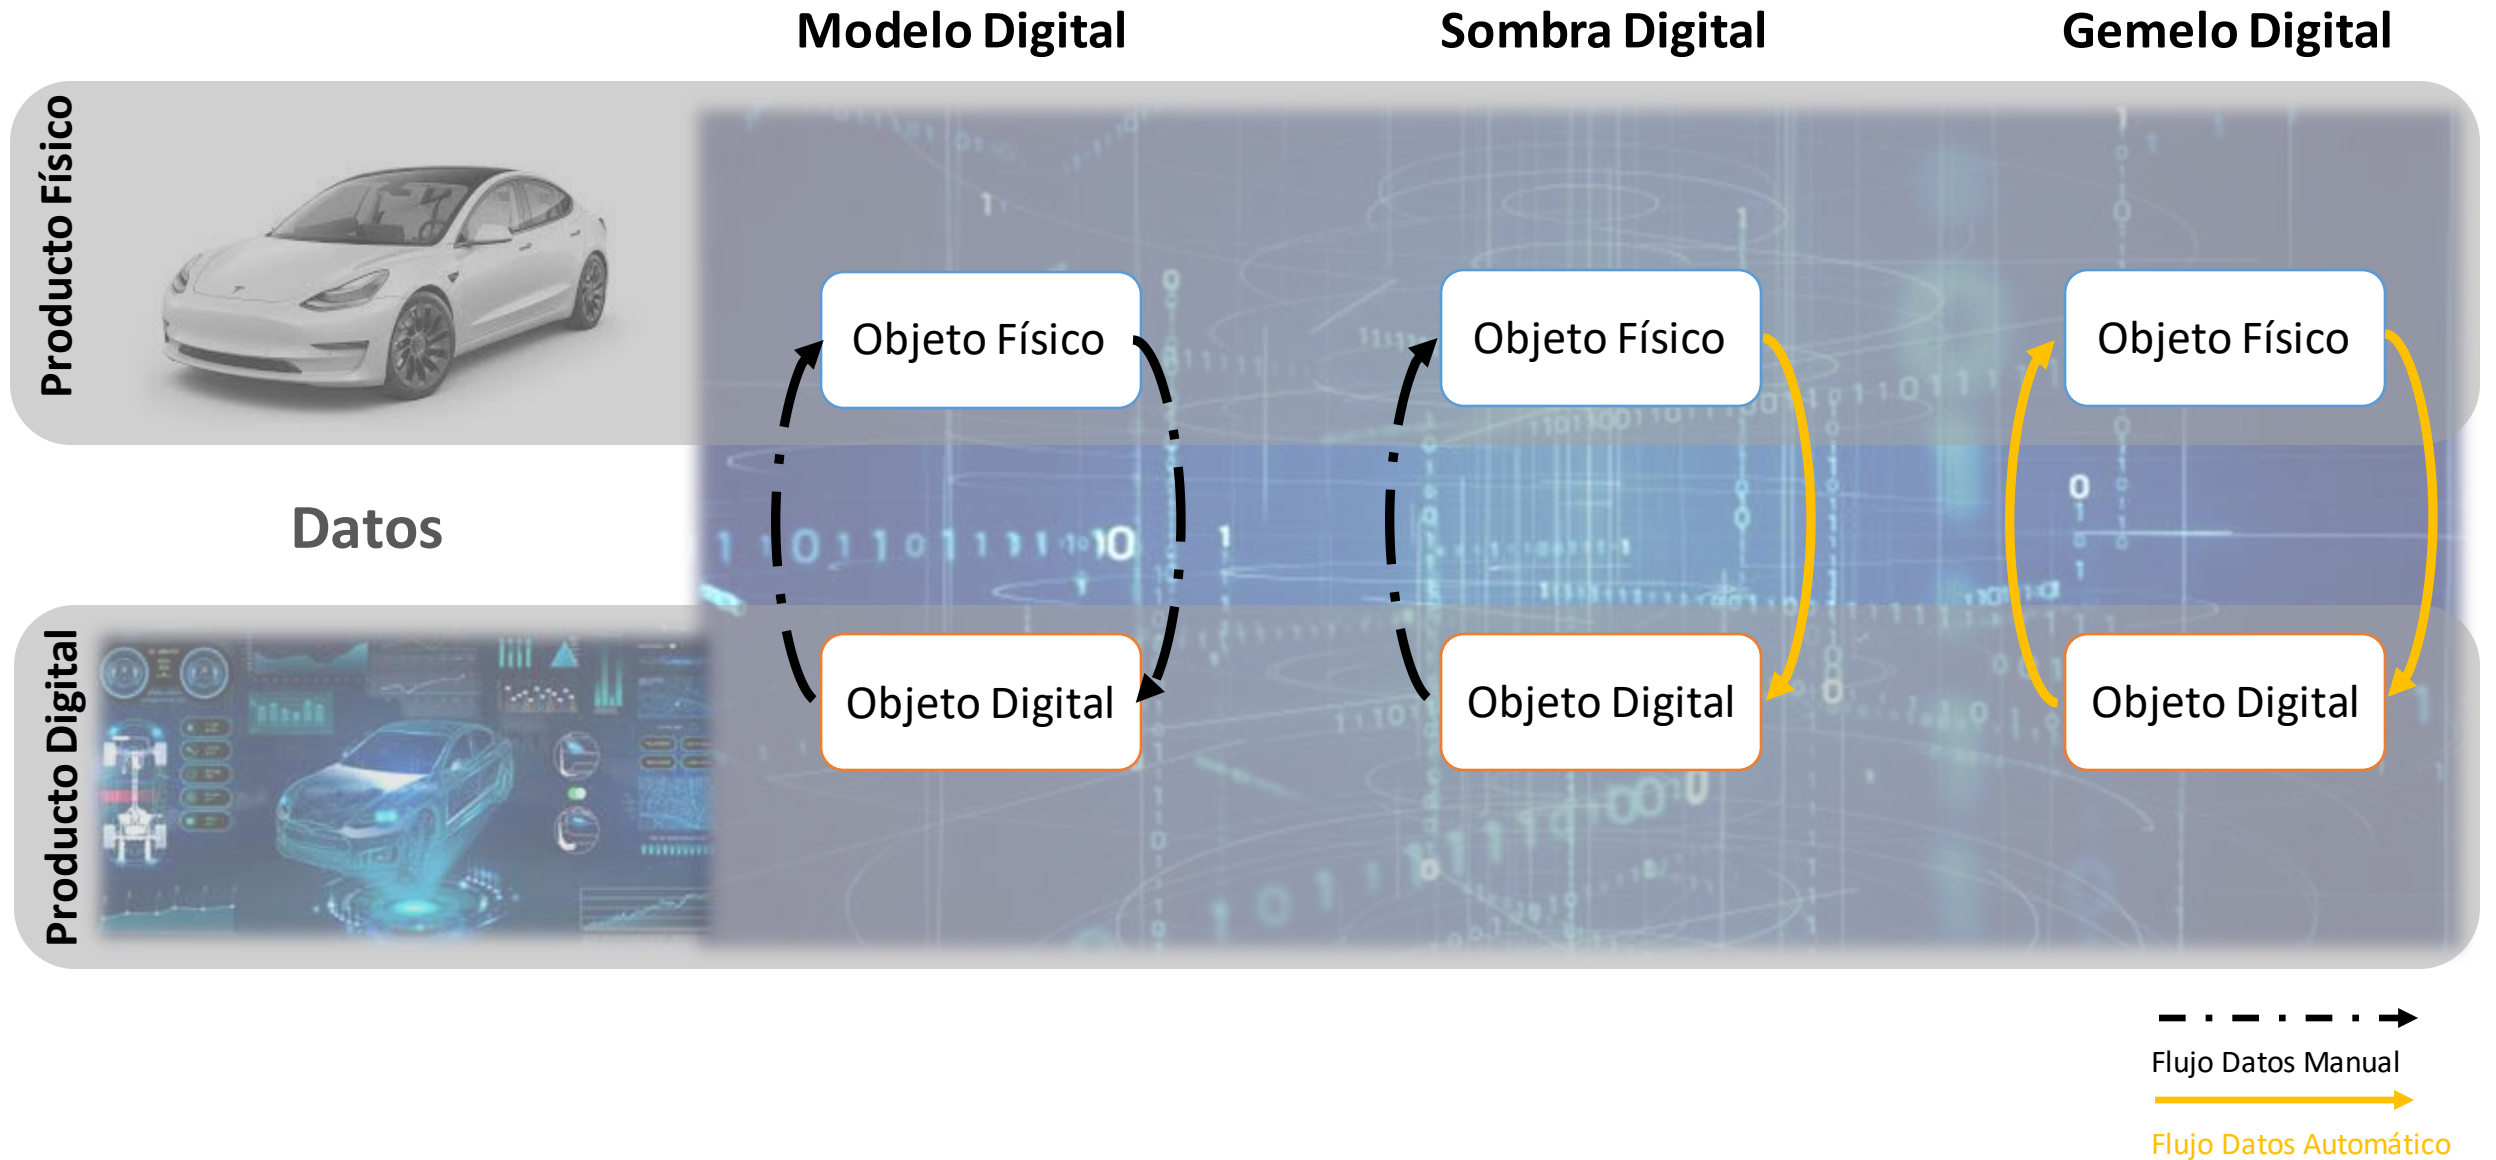 Modelo Digital
Sombra Digital
Gemelo Digital
Producto Físico
Objeto Físico
Objeto Físico
Objeto Físico
Datos
Producto Digital
Objeto Digital
Objeto Digital
Objeto Digital
Flujo Datos Manual
Flujo Datos Automático